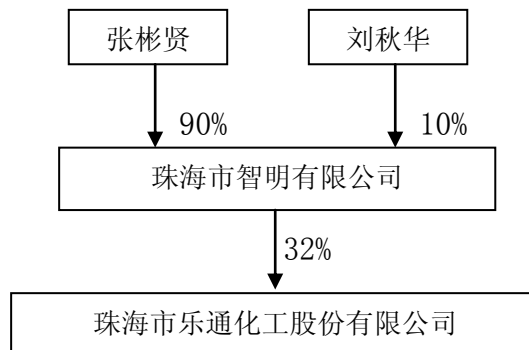 张彬贤
刘秋华
90%
10%
珠海市智明有限公司
32%
珠海市乐通化工股份有限公司